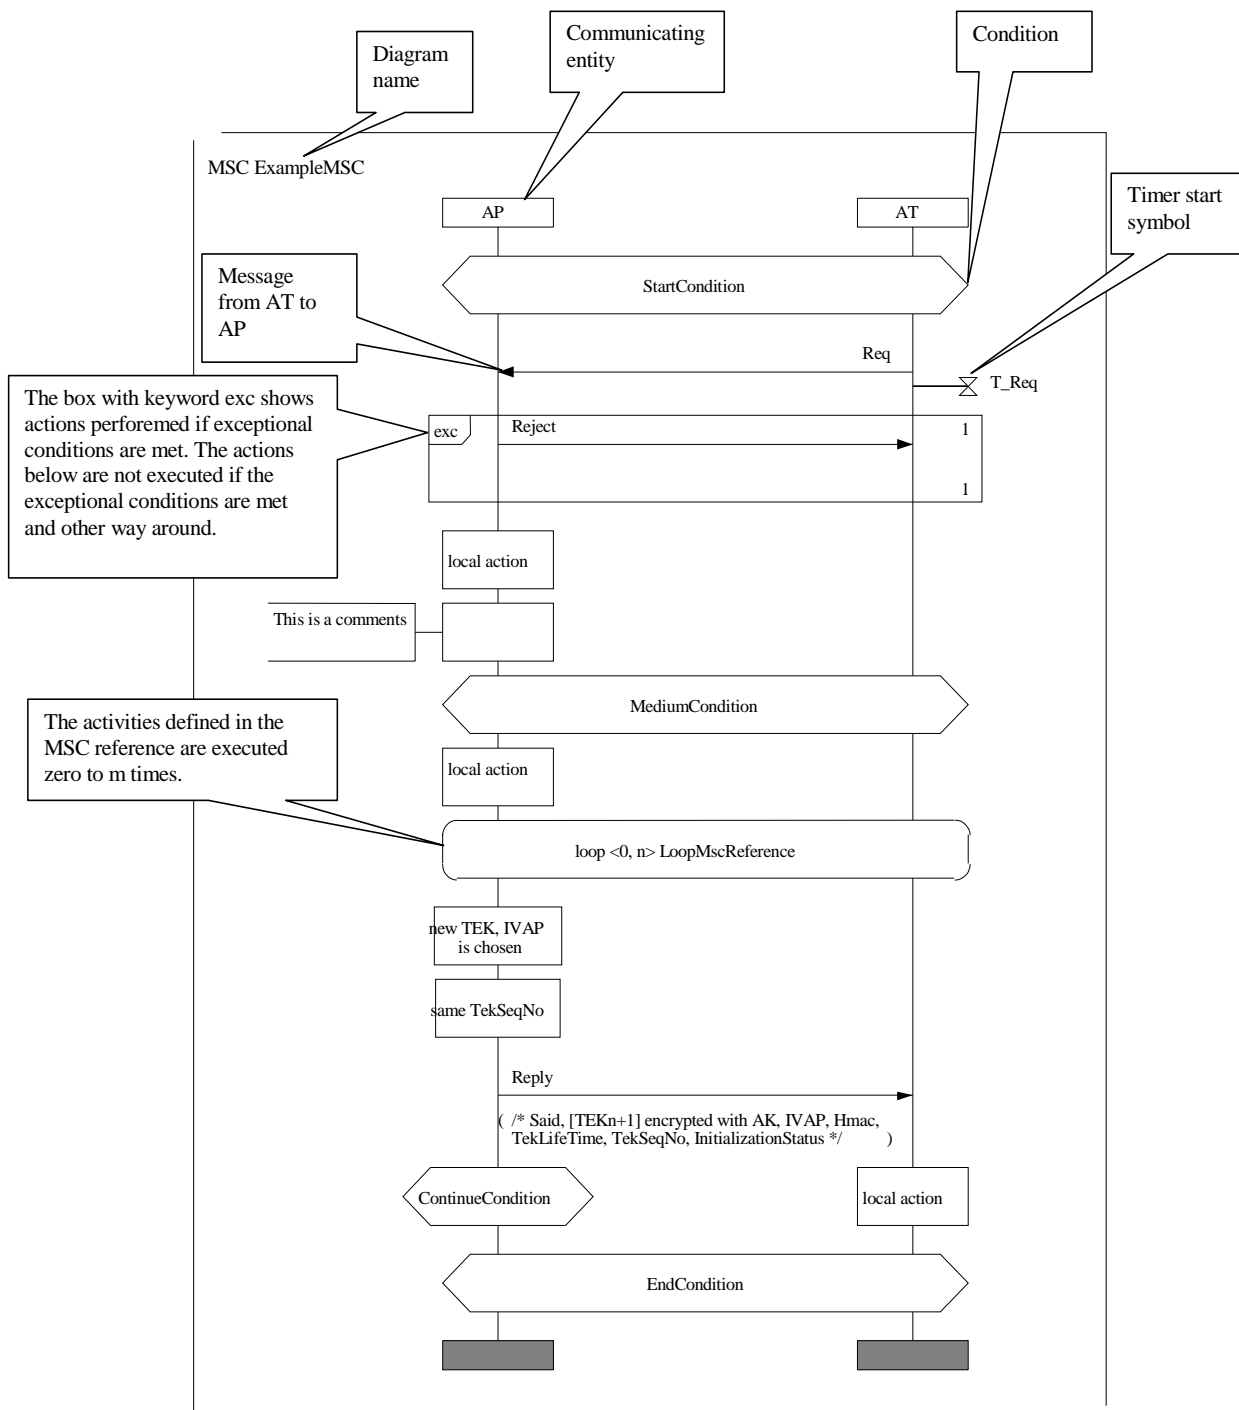 Diagram
name
Communicating
entity
Condition
MSC ExampleMSC
Timer start
symbol
AP
AT
Message
from AT to
AP
StartCondition
Req
T_Req
The box with keyword exc shows
actions perforemed if exceptional
conditions are met. The actions
below are not executed if the
exceptional conditions are met
and other way around.
exc
Reject
1
1
local action
This is a comments
MediumCondition
The activities defined in the
MSC reference are executed
zero to m times.
local action
loop <0, n> LoopMscReference
new TEK, IVAP
is chosen
same TekSeqNo
Reply
( /* Said, [TEKn+1] encrypted with AK, IVAP, Hmac,
TekLifeTime, TekSeqNo, InitializationStatus */ )
ContinueCondition
local action
EndCondition